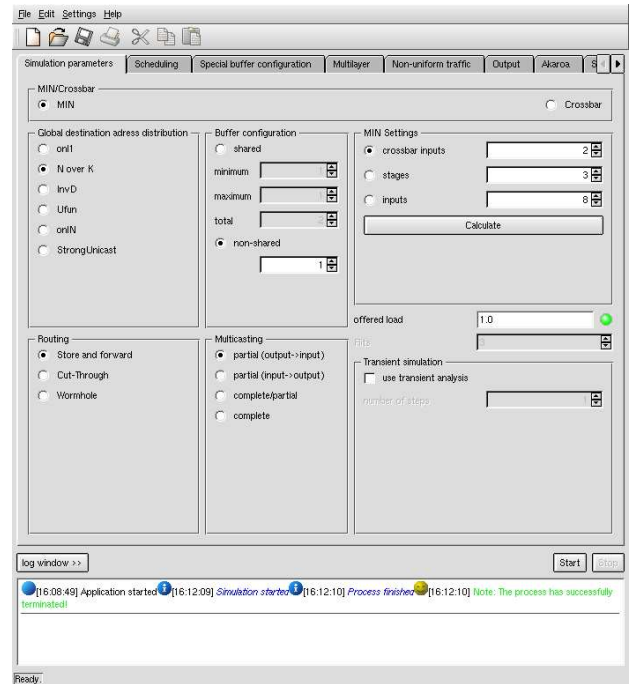 File Edit Settings Help
Simulation parameters Scheduling Special buffer configuration Multilayer Non-uniform traffic Output Akaroa S
MIN/Crossbar
MIN Crossbar
Global destination adress distribution
onl1
N over K
InvD
Ufun
onlN
StrongUnicast
Buffer configuration
shared
minimum 1
maximum 1
total 2
non-shared
1
MIN Settings
crossbar inputs 2
stages 3
inputs 8
Calculate
offered load 1.0
Flits
Routing
Store and forward
Cut-Through
Wormhole
Multicasting
partial (output->input)
partial (input->output)
complete/partial
complete
Transient simulation
use transient analysis
number of steps 1
log window >> Start Stop
[16:08:49] Application started [16:12:09] Simulation started [16:12:10] Process finished [16:12:10] Note: The process has successfully
terminated!
Ready.